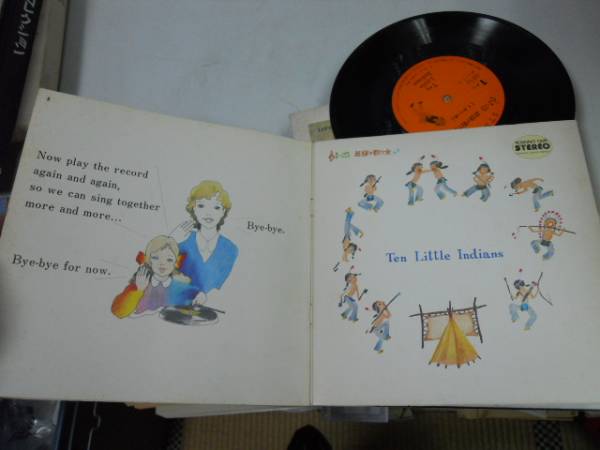 Now play the record
again and again,
so we can sing together
more and more...
Bye-bye.
Bye-bye for now.
STEREO
Ten Little Indians